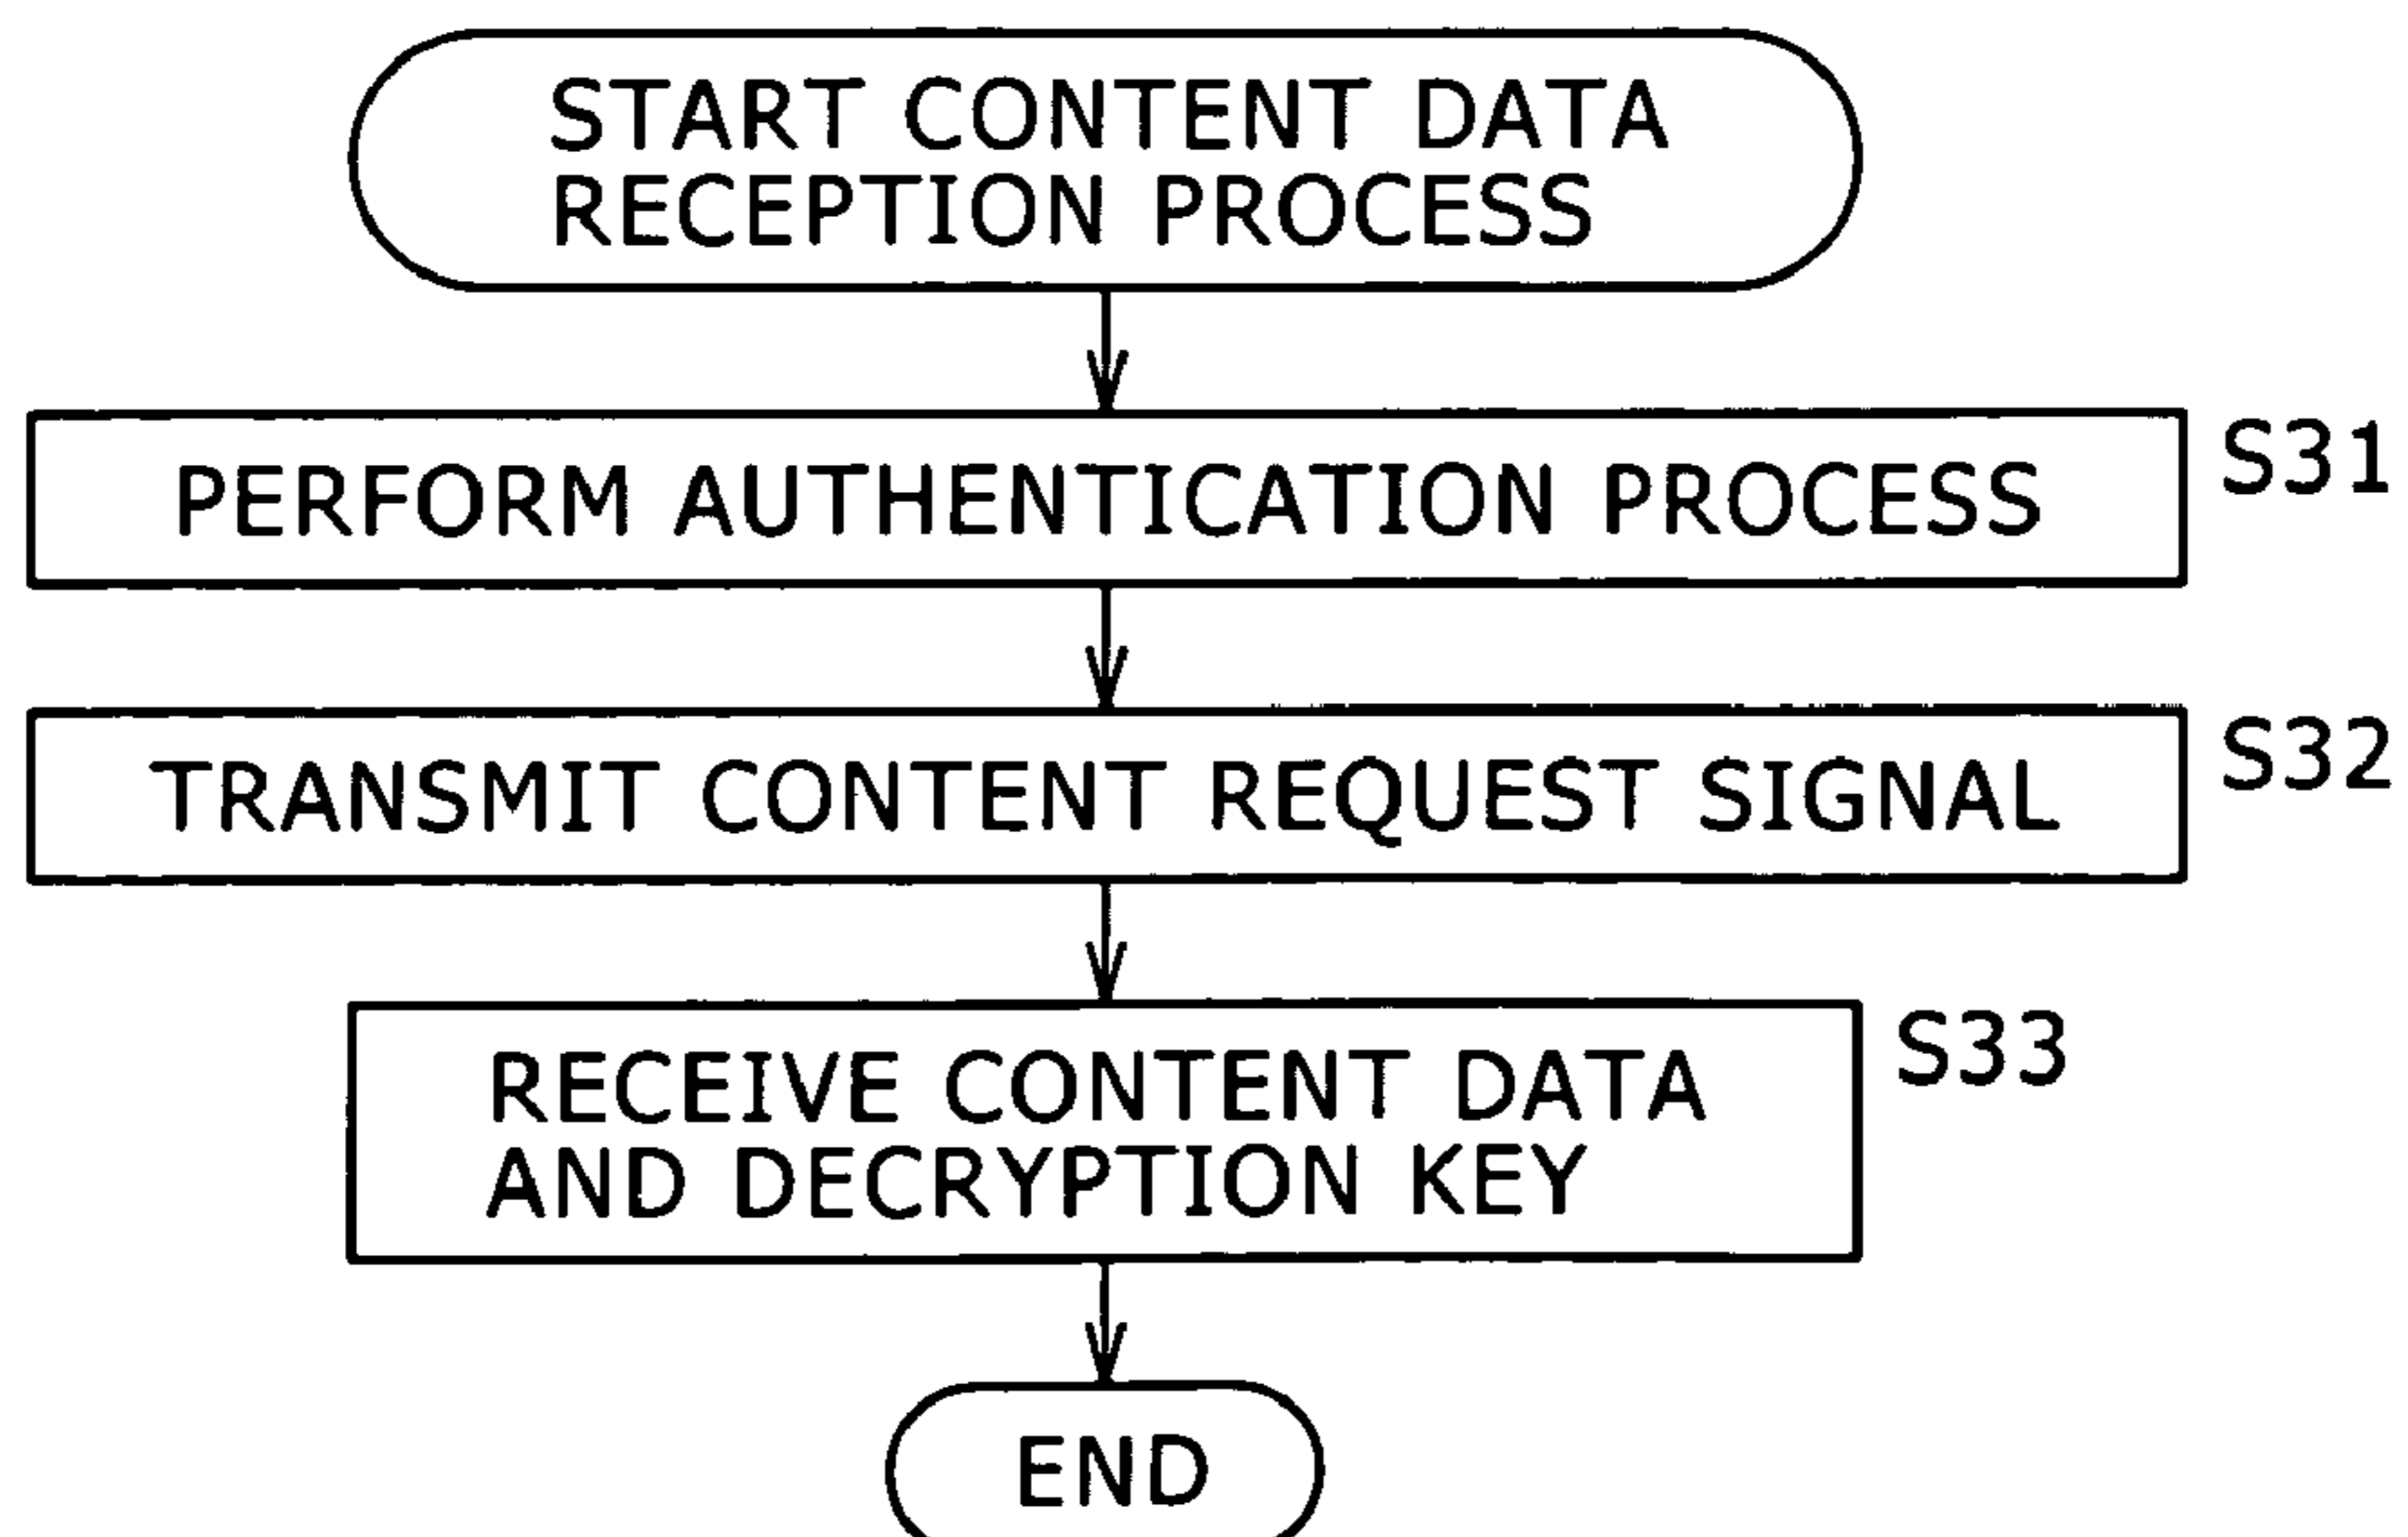 START CONTENT DATA
RECEPTION PROCESS
PERFORM AUTHENTICATION PROCESS
S31
TRANSMIT CONTENT REQUEST SIGNAL
S32
RECEIVE CONTENT DATA
AND DECRYPTION KEY
S33
END